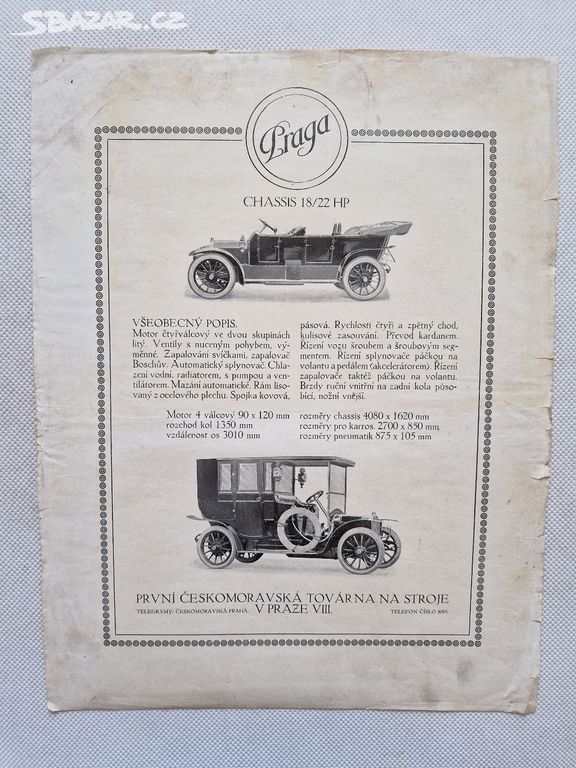 SBAZAR.CZ
Praga
CHASSIS 18/22 HP
VŠEOBECNÝ POPIS.
Motor čtyřválcový ve dvou skupinách
litý. Ventily s nuceným pohybem, vý-
měnné. Zapalování svíčkami, zapalovač
Boschův. Automatický splynovač. Chla-
zení vodní, radiatorem, s pumpou a ven-
tilátorem. Mazání automatické. Rám liso-
vaný z ocelového plechu. Spojka kovová,
pásová. Rychlosti čtyři a zpětný chod,
kulisové zasouvání. Převod kardanem.
Řízení vozu šroubem a šroubovým seg-
mentem. Řízení splynovače páčkou na
volantu a pedálem (akcelerátorem). Řízení
zapalovače taktéž páčkou na volantu.
Brzdy ruční vnitřní na zadní kola půso-
bící, nožní vnější.
Motor 4 válcový 90 x 120 mm
rozchod kol 1350 mm
vzdálenost os 3010 mm
rozměry chassis 4080 x 1620 mm
rozměry pro karros. 2700 x 850 mm
rozměry pneumatik 875 x 105 mm
PRVNÍ ČESKOMORAVSKÁ TOVÁRNA NA STROJE
TELEGRAMY: ČESKOMORAVSKÁ PRAHA. V PRAZE VIII. TELEFON ČÍSLO